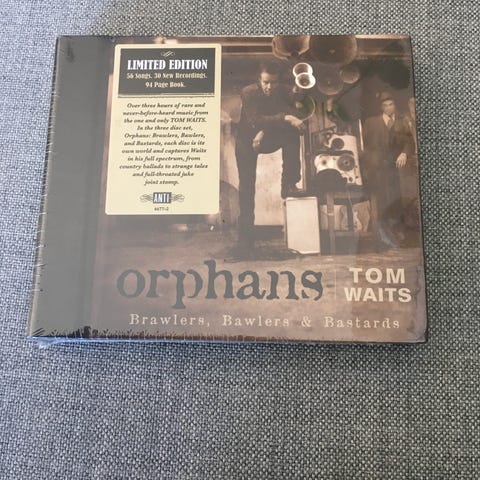 LIMITED EDITION
56 Songs. 30 New Recordings.
94 Page Book.
Over three hours of rare and
never-before-heard music from
the one and only TOM WAITS.
In the three disc set,
Orphans: Brawlers, Bawlers,
and Bastards, each disc is its
own world and captures Waits
in his full spectrum, from
country ballads to strange tales
and full-throated juke
joint stomp.
ANTI
6677-2
orphans
TOM
WAITS
Brawlers, Bawlers & Bastards